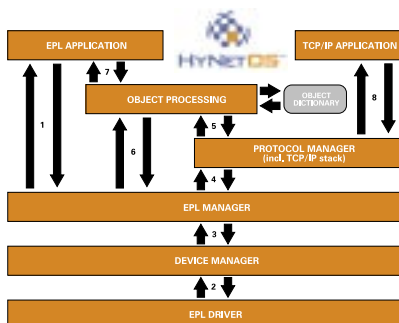 EPL APPLICATION
HYNETOS
TCP/IP APPLICATION
7
OBJECT PROCESSING
OBJECT
DICTIONARY
8
1
5
6
PROTOCOL MANAGER
(incl, TCP/IP stack)
4
EPL MANAGER
3
DEVICE MANAGER
2
EPL DRIVER